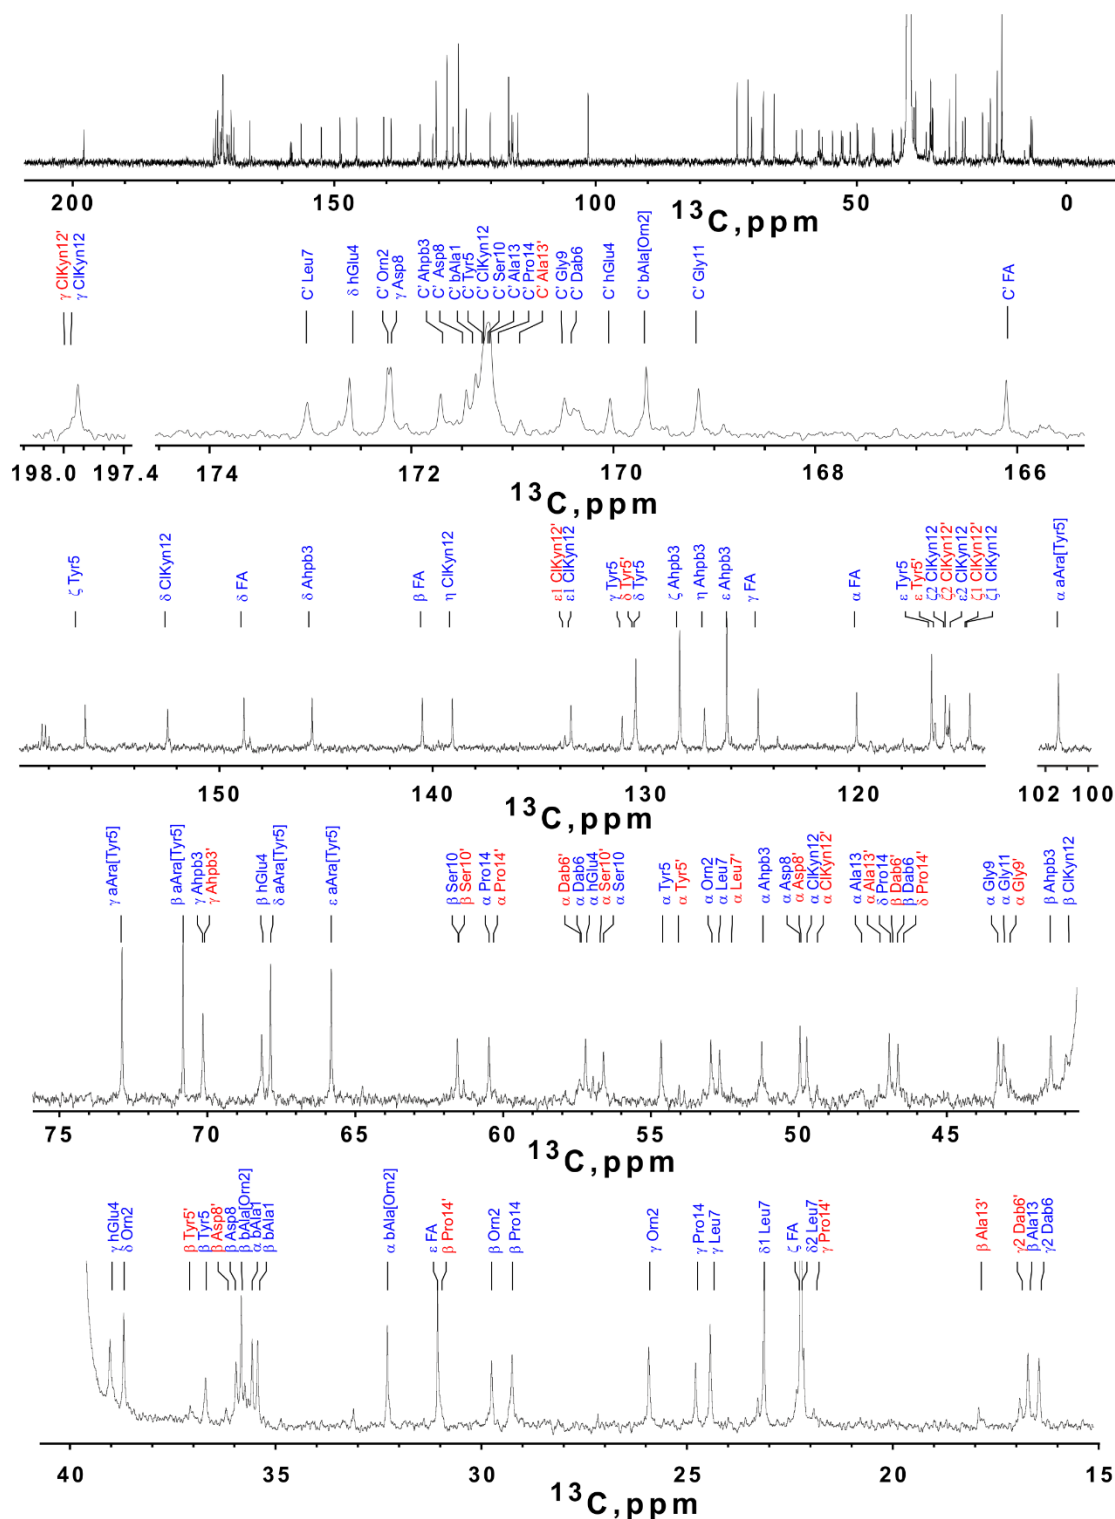 200 150 100 50 0
13C,ppm
γ ClKyn12'
γ ClKyn12
C' Leu7
δ hGlu4
C' Orn2
γ Asp8
C' Ahpb3
C' Asp8
C' bAla1
C' Tyr5
C' ClKyn12
C' Ser10
C' Ala13
C' Pro14
C' Ala13'
C' Gly9
C' Dab6
C' hGlu4
C' bAla[Orn2]
C' Gly11
C' FA
198.0 197.4 174 172 170 168 166
13C,ppm
ζ Tyr5
δ ClKyn12
δ FA
δ Ahpb3
β FA
η ClKyn12
ε1 ClKyn12'
ε1 ClKyn12
γ Tyr5
δ Tyr5'
δ Tyr5
ζ Ahpb3
η Ahpb3
ε Ahpb3
γ FA
α FA
ε Tyr5
ε Tyr5'
ζ2 ClKyn12
ζ2 ClKyn12'
ε2 ClKyn12
ζ1 ClKyn12'
ζ1 ClKyn12
α aAra[Tyr5]
150 140 130 120 102 100
13C,ppm
γ aAra[Tyr5]
β aAra[Tyr5]
γ Ahpb3
γ Ahpb3'
β hGlu4
δ aAra[Tyr5]
ε aAra[Tyr5]
β Ser10
β Ser10'
α Pro14
α Pro14'
α Dab6'
α Dab6
α hGlu4
α Ser10'
α Ser10
α Tyr5
α Tyr5'
α Orn2
α Leu7
α Leu7'
α Ahpb3
α Asp8
α Asp8'
α ClKyn12
α ClKyn12'
α Ala13
α Ala13'
δ Pro14
β Dab6'
β Dab6
δ Pro14'
α Gly9
α Gly11
α Gly9'
β Ahpb3
β ClKyn12
75 70 65 60 55 50 45
13C,ppm
γ hGlu4
δ Orn2
β Tyr5'
β Tyr5
β Asp8'
β Asp8
β bAla[Orn2]
α bAla1
β bAla1
α bAla[Orn2]
ε FA
β Pro14'
β Orn2
β Pro14
γ Orn2
γ Pro14
γ Leu7
δ1 Leu7
ζ FA
δ2 Leu7
γ Pro14'
β Ala13'
γ2 Dab6'
β Ala13
γ2 Dab6
40 35 30 25 20 15
13C,ppm